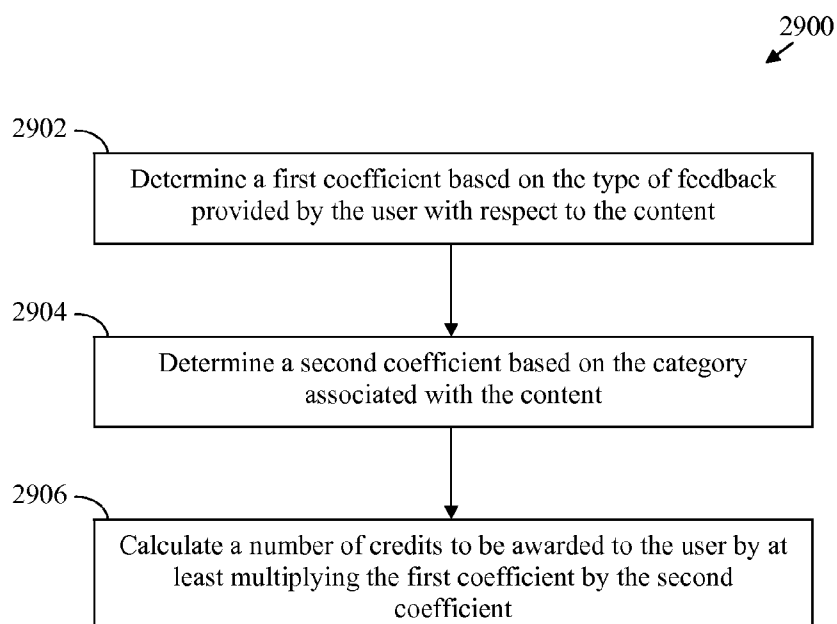 2900
2902
Determine a first coefficient based on the type of feedback
provided by the user with respect to the content
2904
Determine a second coefficient based on the category
associated with the content
2906
Calculate a number of credits to be awarded to the user by at
least multiplying the first coefficient by the second
coefficient